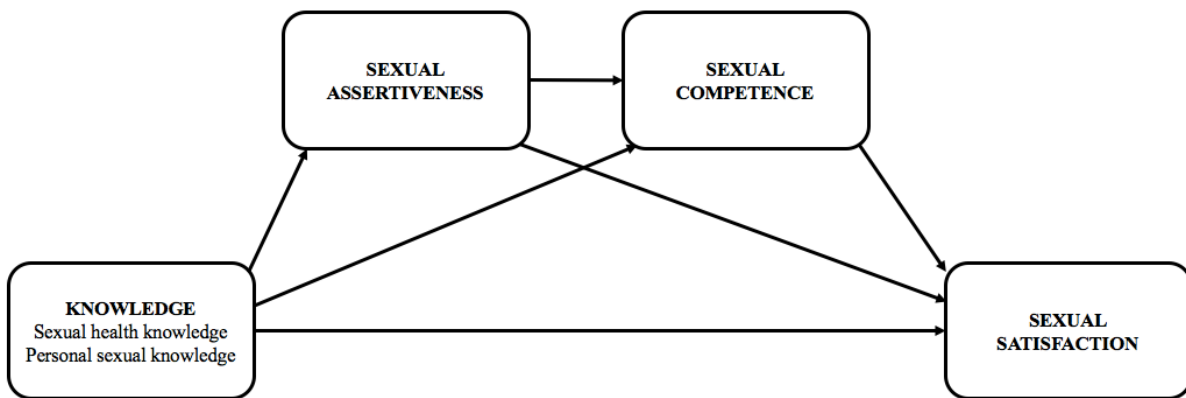 SEXUAL
ASSERTIVENESS
SEXUAL
COMPETENCE
KNOWLEDGE
Sexual health knowledge
Personal sexual knowledge
SEXUAL
SATISFACTION